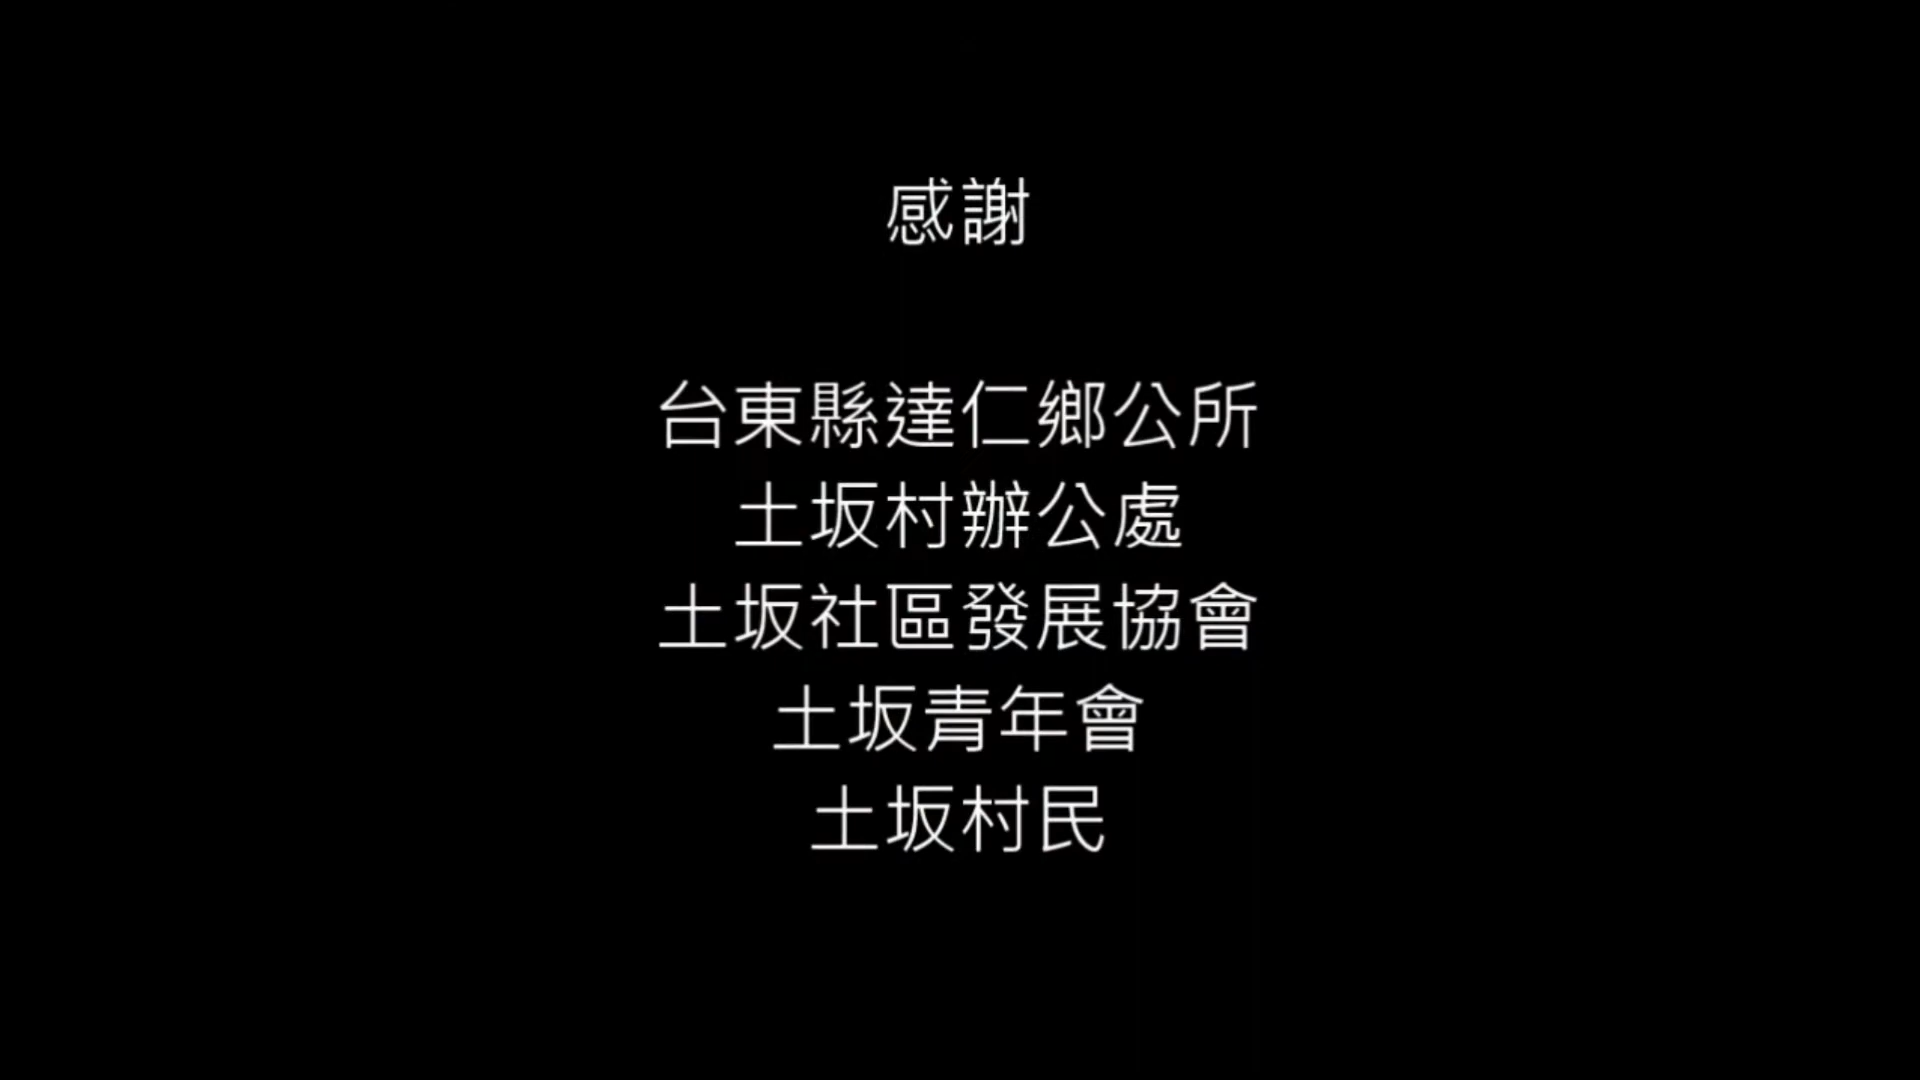 感謝
台東縣達仁鄉公所
土坂村辦公處
土坂社區發展協會
土坂青年會
土坂村民